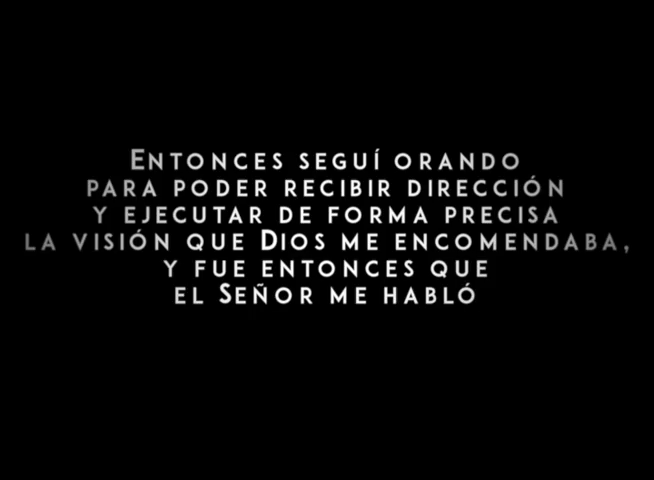 Entonces seguí orando
para poder recibir dirección
y ejecutar de forma precisa
la visión que Dios me encomendaba,
y fue entonces que
el Señor me habló